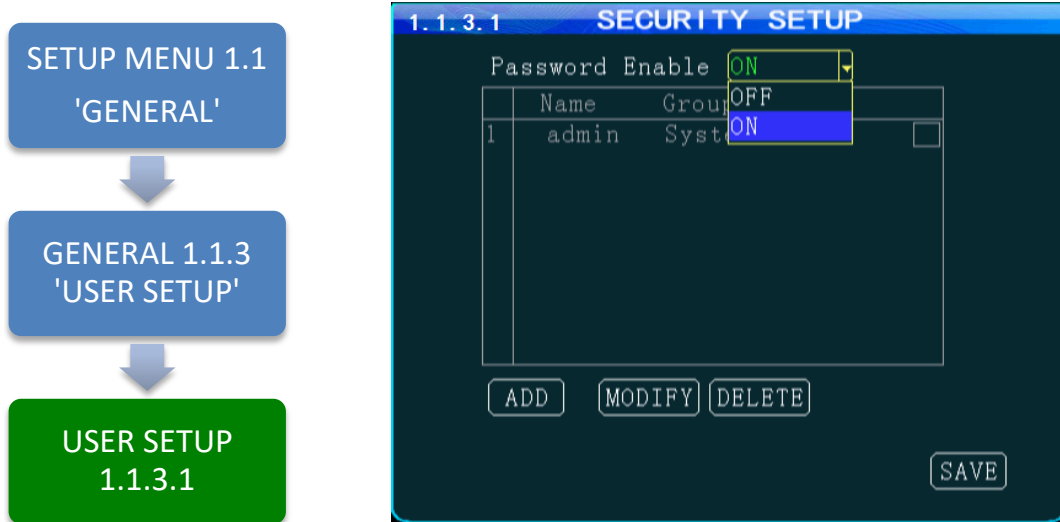 SETUP MENU 1.1
'GENERAL'
GENERAL 1.1.3
'USER SETUP'
USER SETUP
1.1.3.1
1.1.3.1 SECURITY SETUP
Password Enable ON
OFF
ON
Name Grou
1 admin Syst
ADD MODIFY DELETE
SAVE